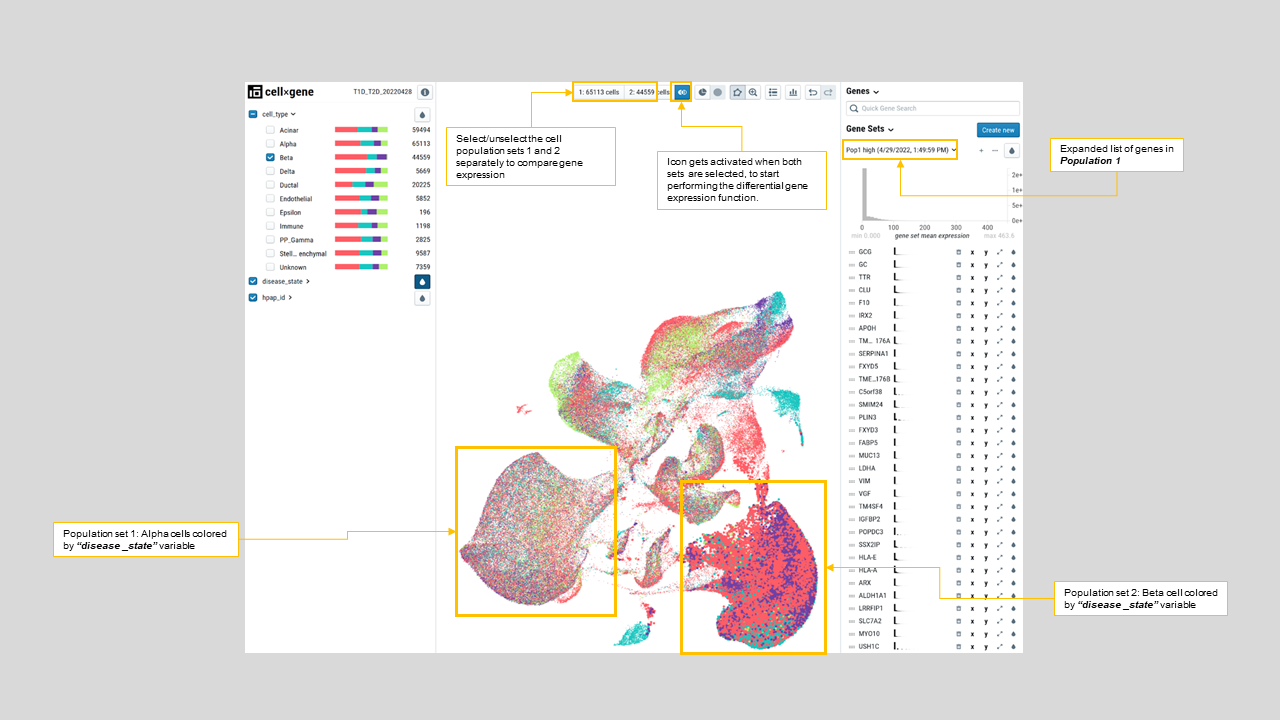 cellxgene
T1D_T2D_20220428
1: 65113 cells
2: 44559 cells
Genes
Quick Gene Search
Gene Sets
Create new
Pop1 high (4/29/2022, 1:49:59 PM)
cell_type
Acinar 59494
Alpha 65113
Beta 44559
Delta 5669
Ductal 20225
Endothelial 5852
Epsilon 196
Immune 1198
PP_Gamma 2825
Stell... enchymal 9587
Unknown 7359
disease_state
hpap_id
Select/unselect the cell
population sets 1 and 2
separately to compare gene
expression
Icon gets activated when both
sets are selected, to start
performing the differential gene
expression function.
Expanded list of genes in
Population 1
2e+
1e+
5e+
0e+
0 100 200 300 400
min 0.000 gene set mean expression max 463.6
GCG x y
GC x y
TTR x y
CLU x y
F10 x y
IRX2 x y
APOH x y
TM... 176A x y
SERPINA1 x y
FXYD5 x y
TME...176B x y
C5orf38 x y
SMIM24 x y
PLIN3 x y
FXYD3 x y
FABP5 x y
MUC13 x y
LDHA x y
VIM x y
VGF x y
TM4SF4 x y
IGFBP2 x y
POPDC3 x y
SSX2IP x y
HLA-E x y
HLA-A x y
ARX x y
ALDH1A1 x y
LRRFIP1 x y
SLC7A2 x y
MYO10 x y
USH1C x y
Population set 1: Alpha cells colored
by “disease _state” variable
Population set 2: Beta cell colored
by “disease _state” variable